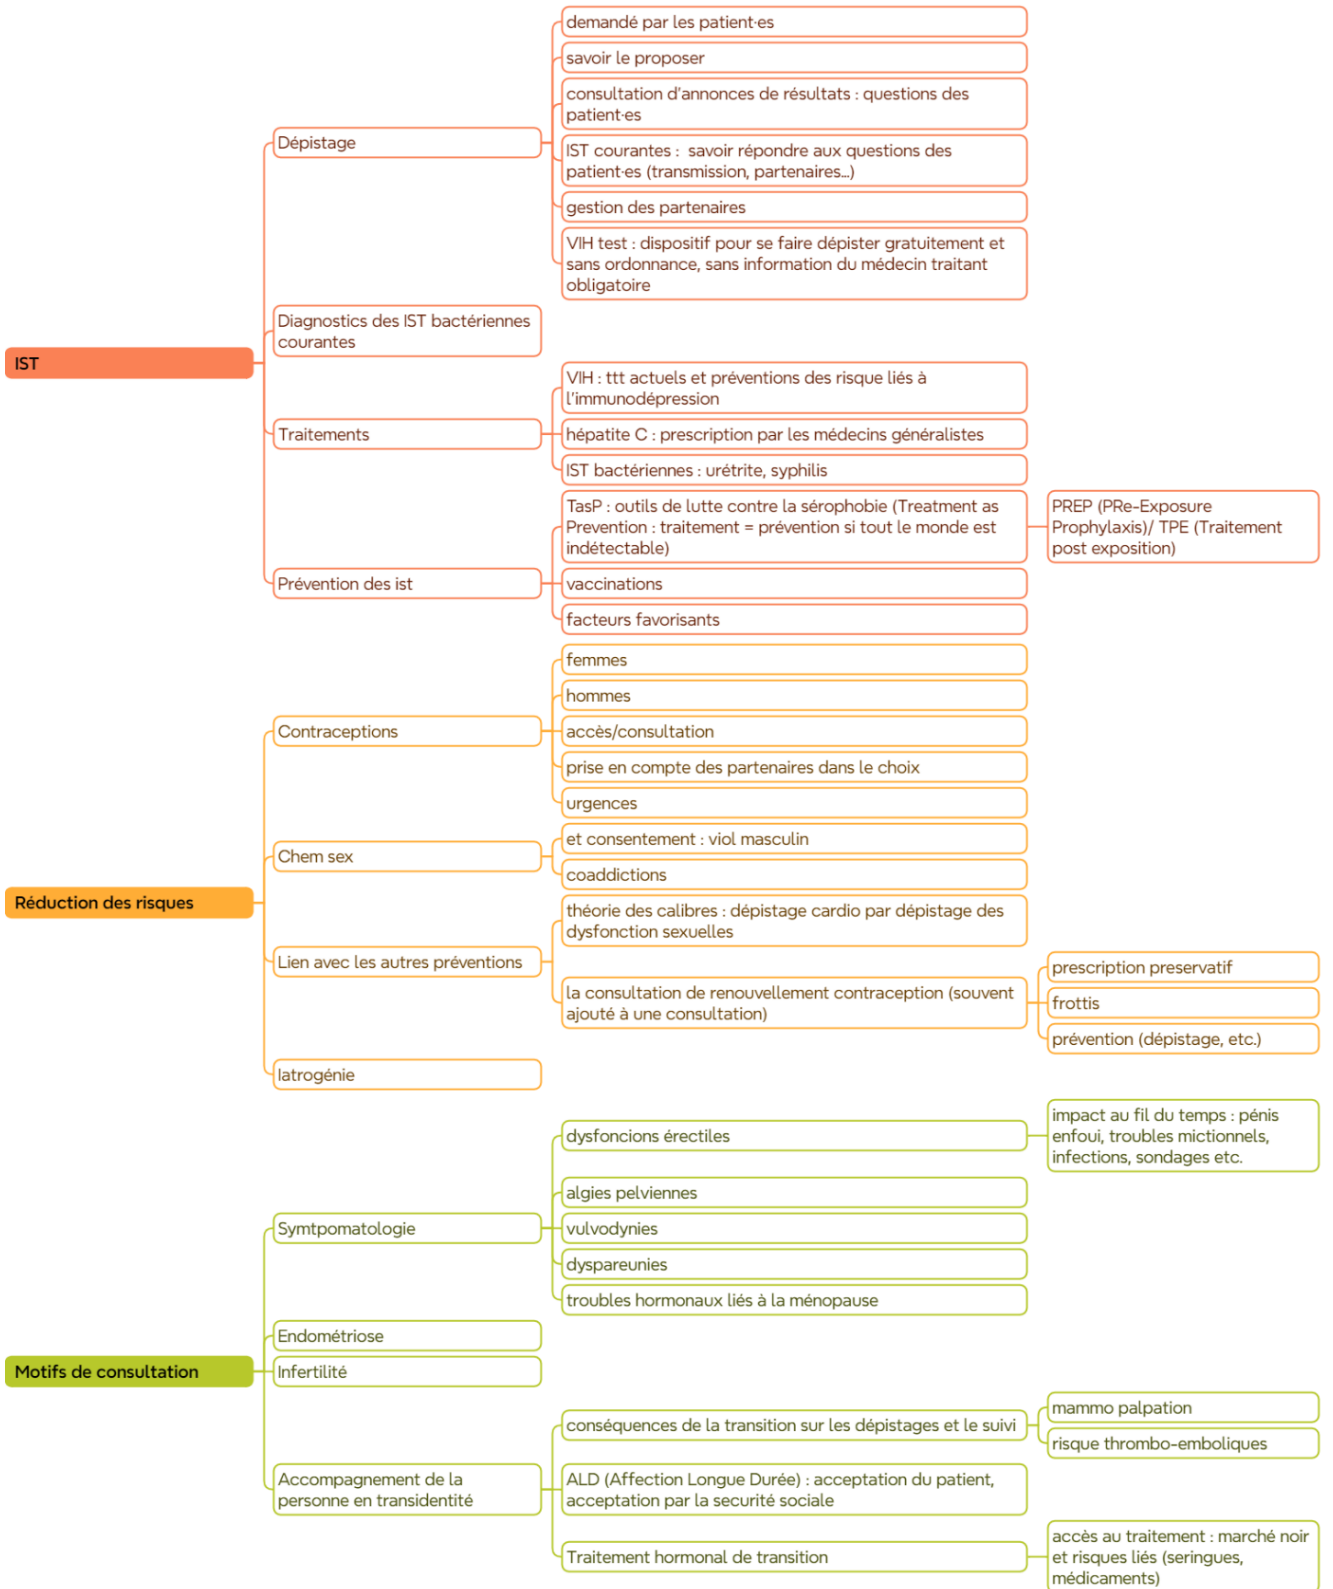 IST
Dépistage
demandé par les patient·es
savoir le proposer
consultation d'annonces de résultats : questions des
patient·es
IST courantes :  savoir répondre aux questions des
patient·es (transmission, partenaires...)
gestion des partenaires
VIH test : dispositif pour se faire dépister gratuitement et
sans ordonnance, sans information du médecin traitant
obligatoire
Diagnostics des IST bactériennes
courantes
Traitements
VIH : ttt actuels et préventions des risque liés à
l'immunodépression
hépatite C : prescription par les médecins généralistes
IST bactériennes : urétrite, syphilis
Prévention des ist
TasP : outils de lutte contre la sérophobie (Treatment as
Prevention : traitement = prévention si tout le monde est
indétectable)
PREP (PRe-Exposure
Prophylaxis)/ TPE (Traitement
post exposition)
vaccinations
facteurs favorisants
Réduction des risques
Contraceptions
femmes
hommes
accès/consultation
prise en compte des partenaires dans le choix
urgences
Chem sex
et consentement : viol masculin
coaddictions
Lien avec les autres préventions
théorie des calibres : dépistage cardio par dépistage des
dysfonction sexuelles
la consultation de renouvellement contraception (souvent
ajouté à une consultation)
prescription preservatif
frottis
prévention (dépistage, etc.)
Iatrogénie
Motifs de consultation
Symtpomatologie
dysfoncions érectiles
impact au fil du temps : pénis
enfoui, troubles mictionnels,
infections, sondages etc.
algies pelviennes
vulvodynies
dyspareunies
troubles hormonaux liés à la ménopause
Endométriose
Infertilité
Accompagnement de la
personne en transidentité
conséquences de la transition sur les dépistages et le suivi
mammo palpation
risque thrombo-emboliques
ALD (Affection Longue Durée) : acceptation du patient,
acceptation par la securité sociale
Traitement hormonal de transition
accès au traitement : marché noir
et risques liés (seringues,
médicaments)